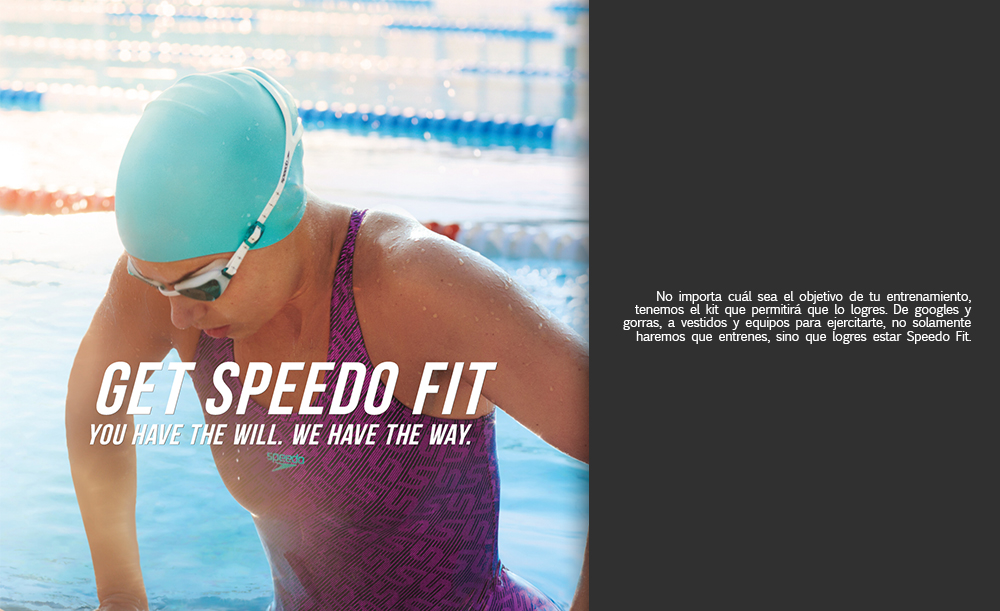 GET SPEEDO FIT
YOU HAVE THE WILL. WE HAVE THE WAY.
speedo
No importa cuál sea el objetivo de tu entrenamiento,
tenemos el kit que permitirá que lo logres. De googles y
gorras, a vestidos y equipos para ejercitarte, no solamente
haremos que entrenes, sino que logres estar Speedo Fit.